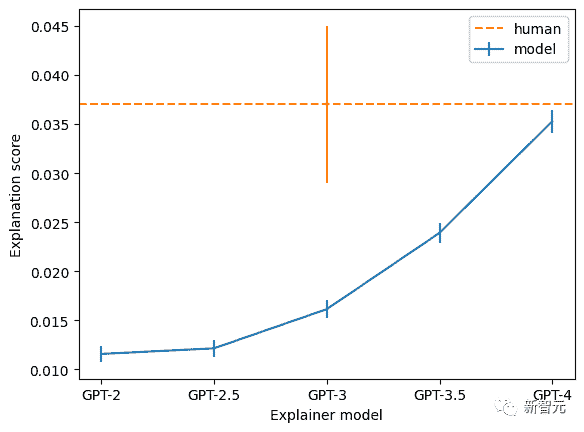 human
model
0.045
0.040
0.035
0.030
0.025
0.020
0.015
0.010
Explanation score
GPT-2 GPT-2.5 GPT-3 GPT-3.5 GPT-4
Explainer model
新智元